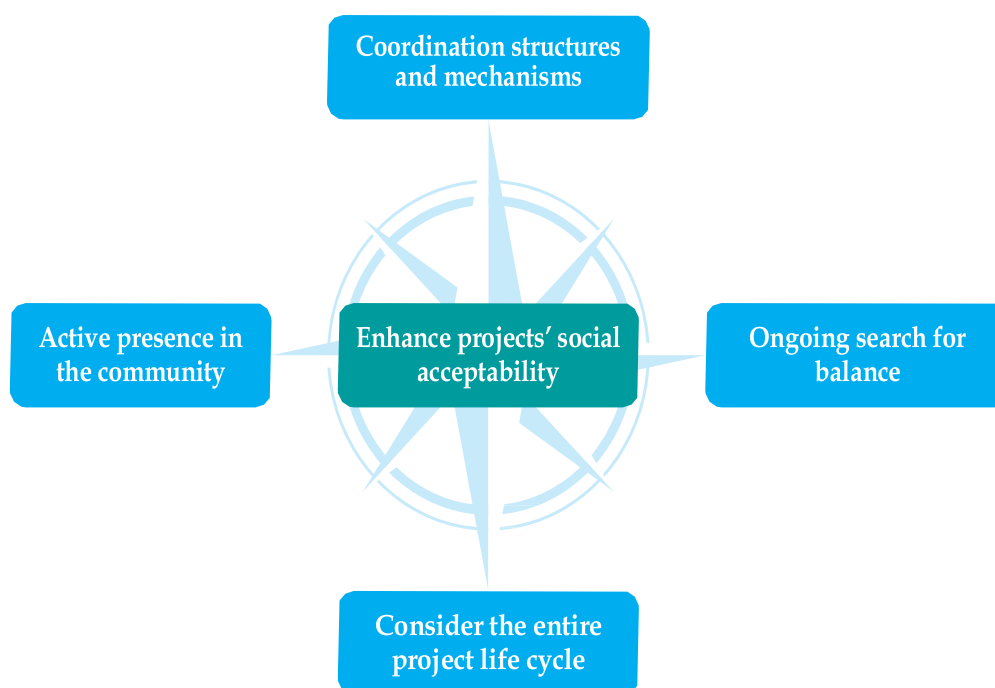 Coordination structures
and mechanisms
Active presence in
the community
Enhance projects’ social
acceptability
Ongoing search for
balance
Consider the entire
project life cycle